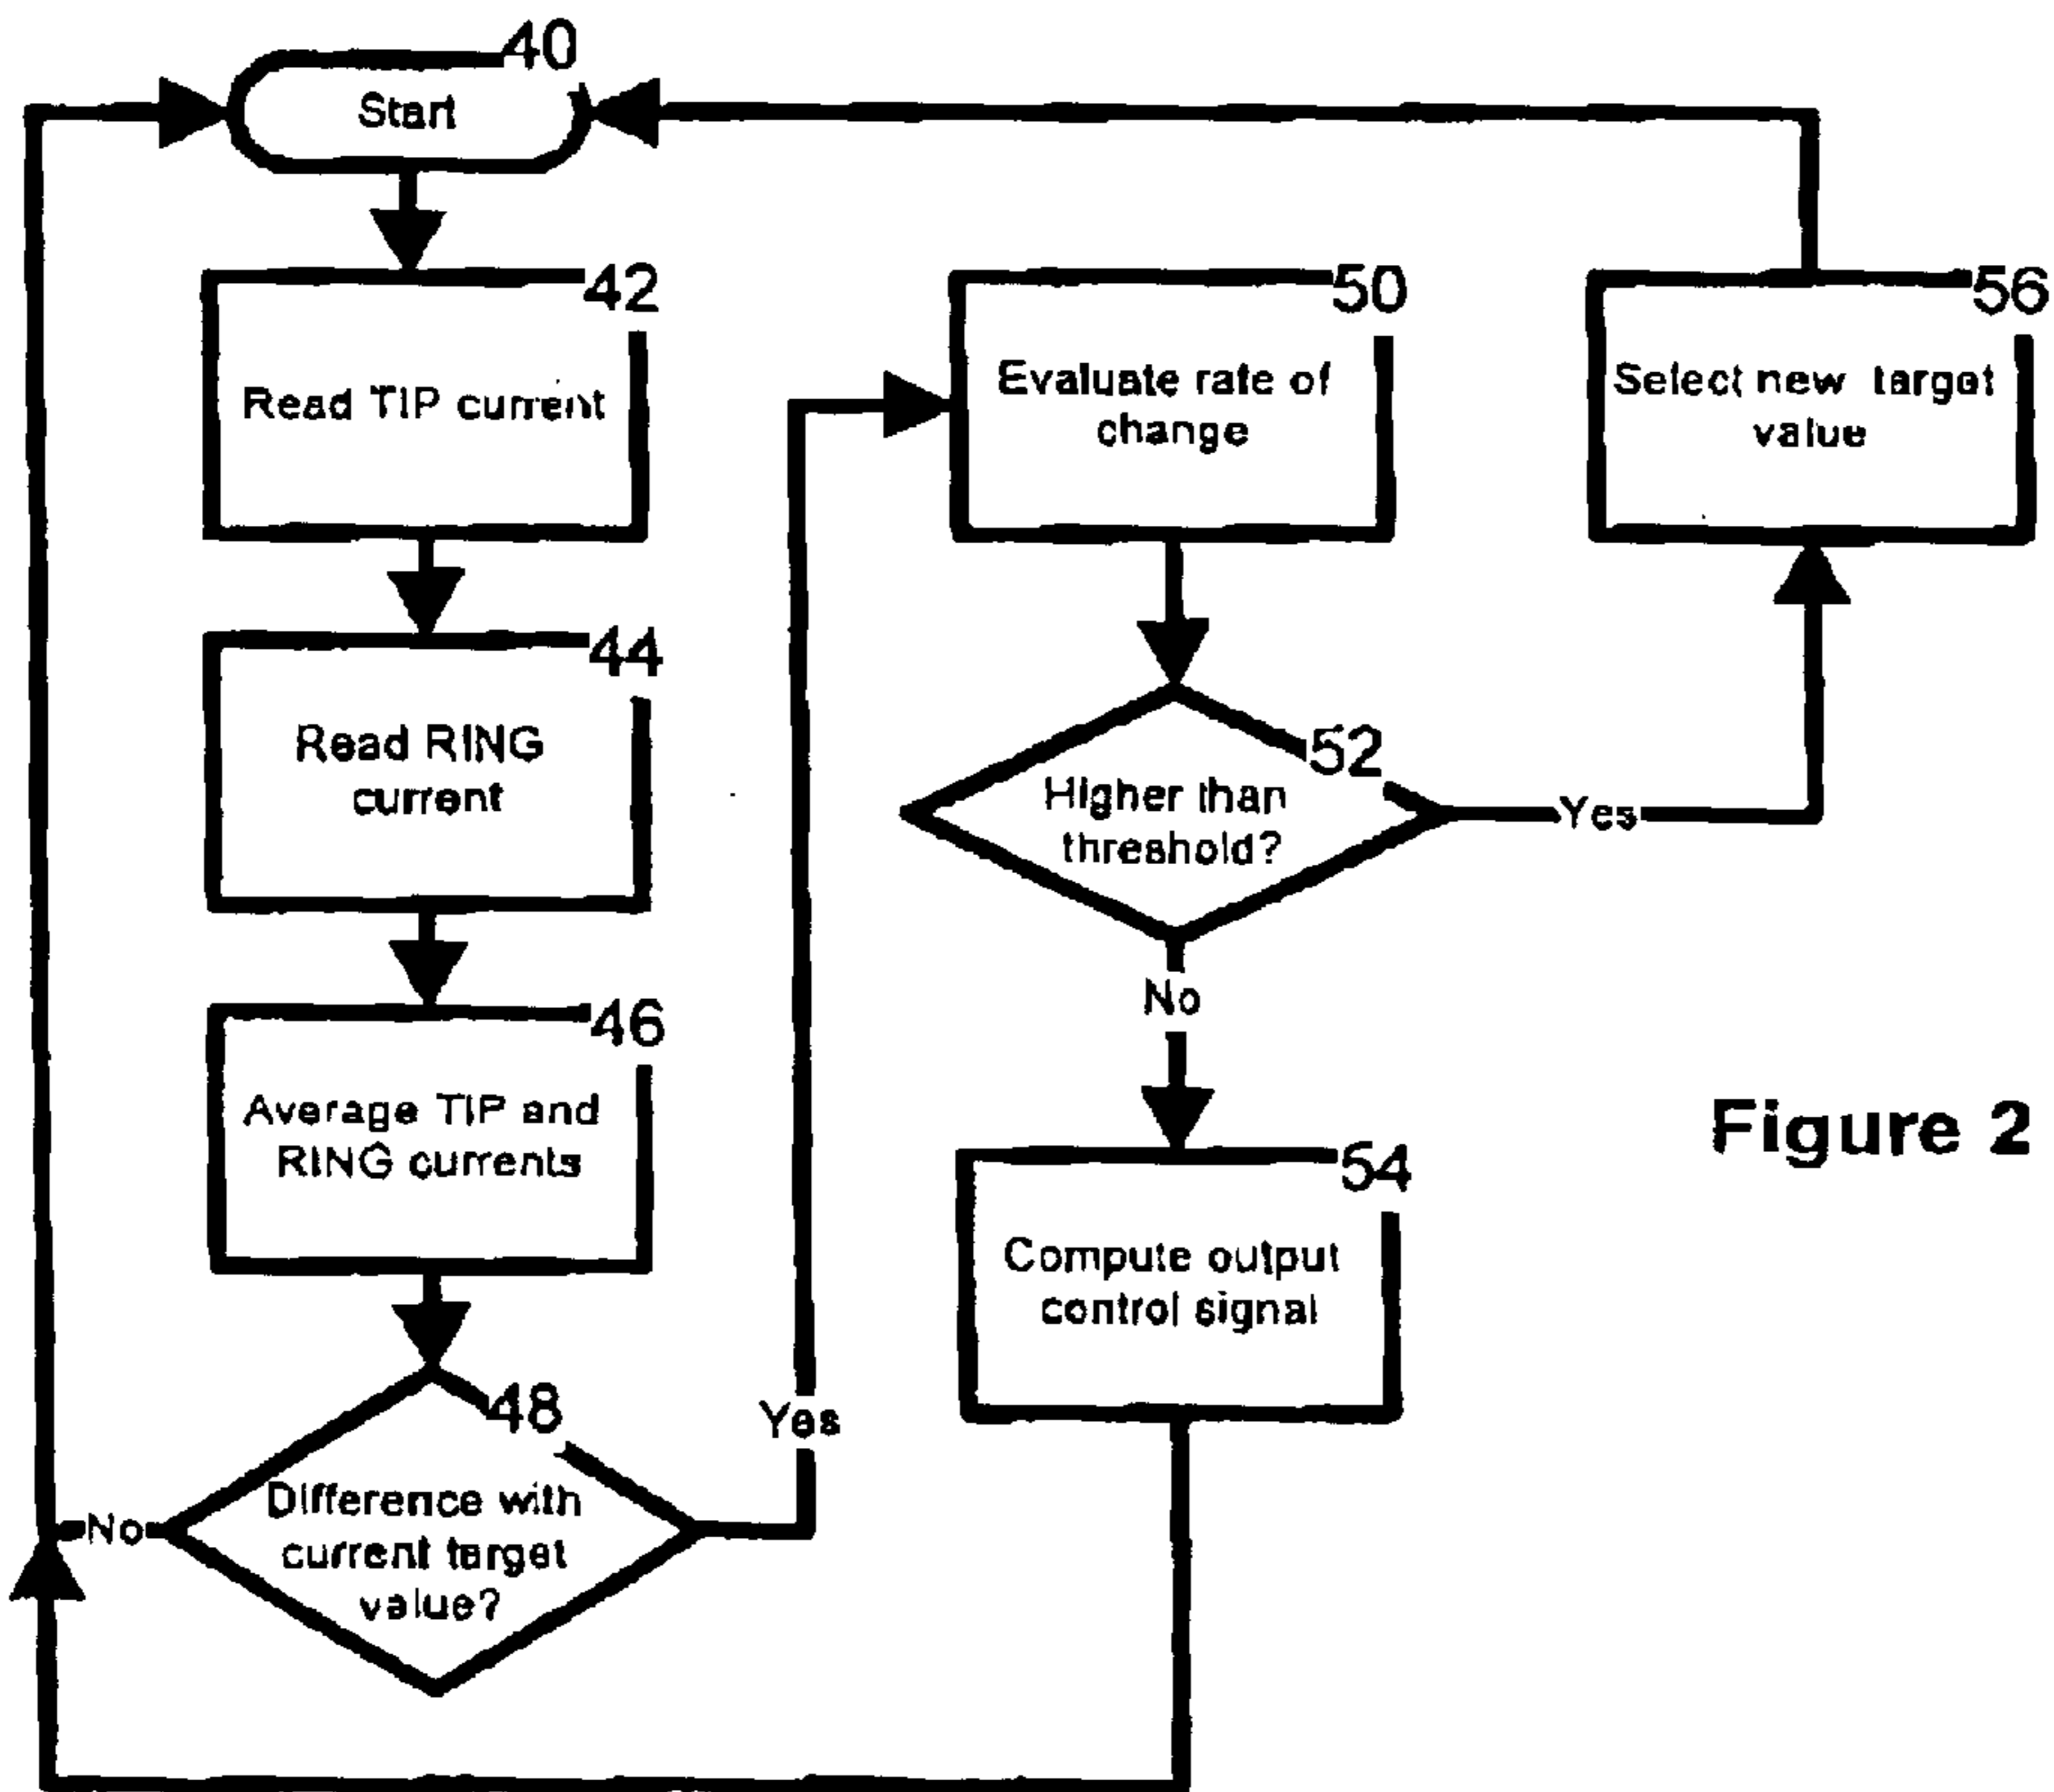 40
Start
42
Read TIP current
44
Read RING
current
46
Average TIP and
RING currents
48
Difference with
current target
value?
No
Yes
50
Evaluate rate of
change
52
Higher than
threshold?
Yes
No
54
Compute output
control signal
56
Select new target
value
Figure 2